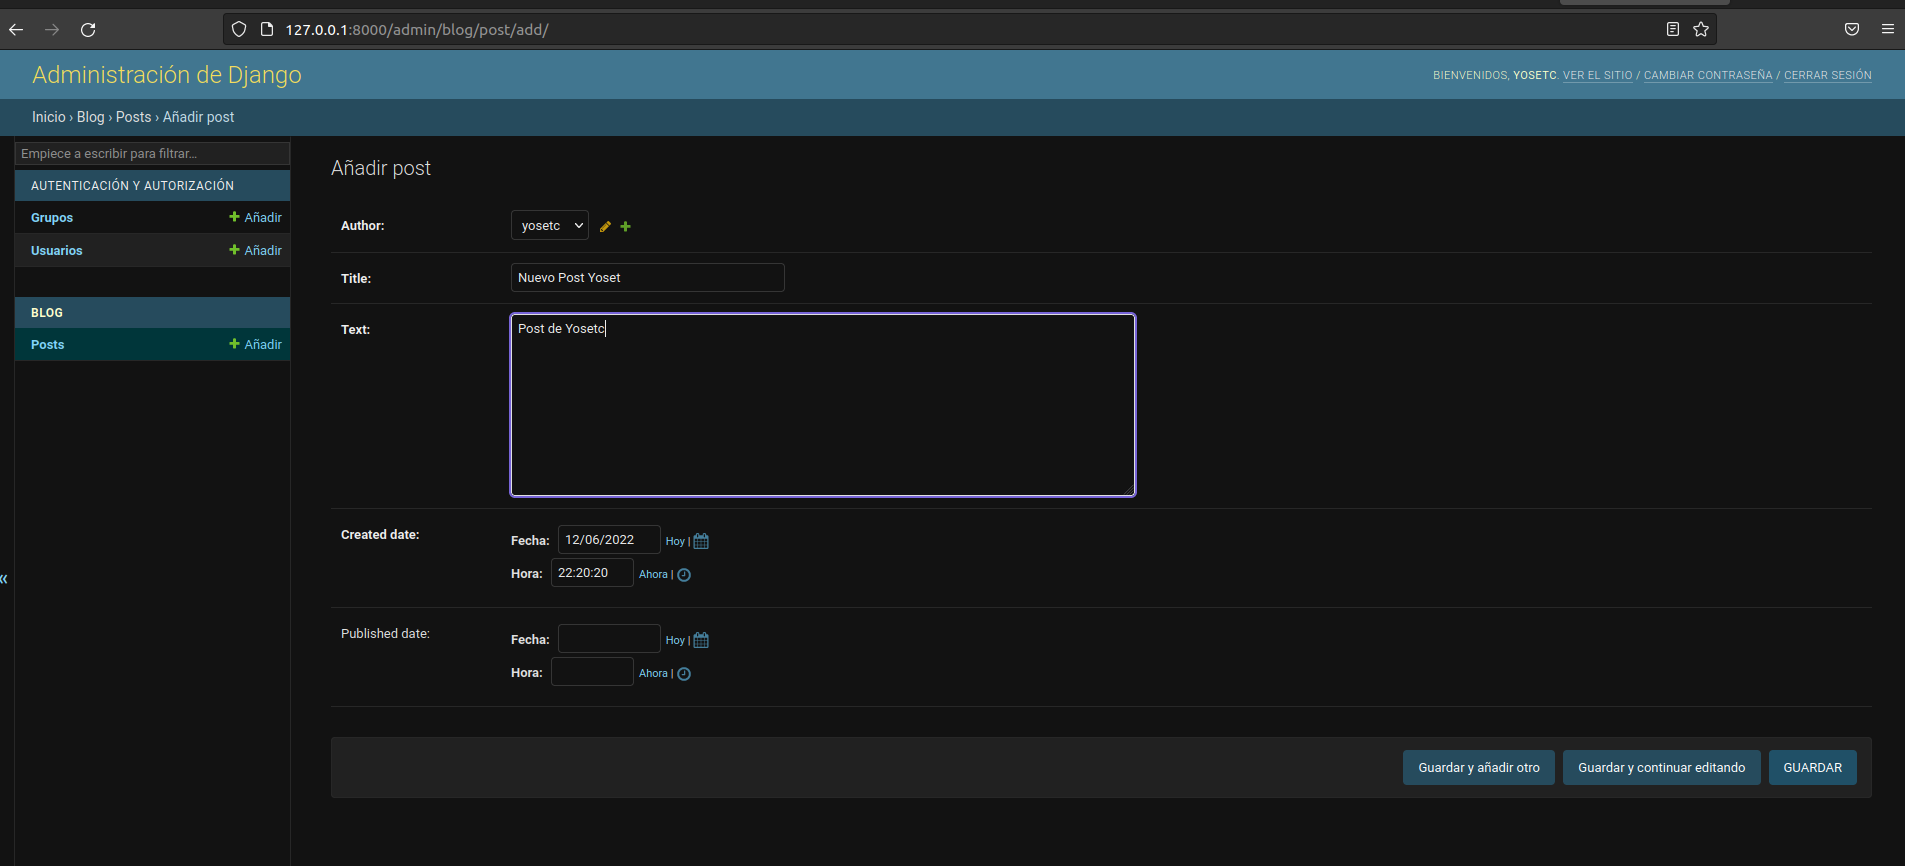 127.0.0.1:8000/admin/blog/post/add/
Administración de Django
BIENVENIDOS, YOSETC. VER EL SITIO / CAMBIAR CONTRASEÑA / CERRAR SESIÓN
Inicio › Blog › Posts › Añadir post
Empiece a escribir para filtrar...
AUTENTICACIÓN Y AUTORIZACIÓN
Grupos Añadir
Usuarios Añadir
BLOG
Posts Añadir
Añadir post
Author: yosetc
Title: Nuevo Post Yoset
Text: Post de Yosetc
Created date: Fecha: 12/06/2022 Hoy |
Hora: 22:20:20 Ahora |
Published date: Fecha: Hoy |
Hora: Ahora |
Guardar y añadir otro Guardar y continuar editando GUARDAR